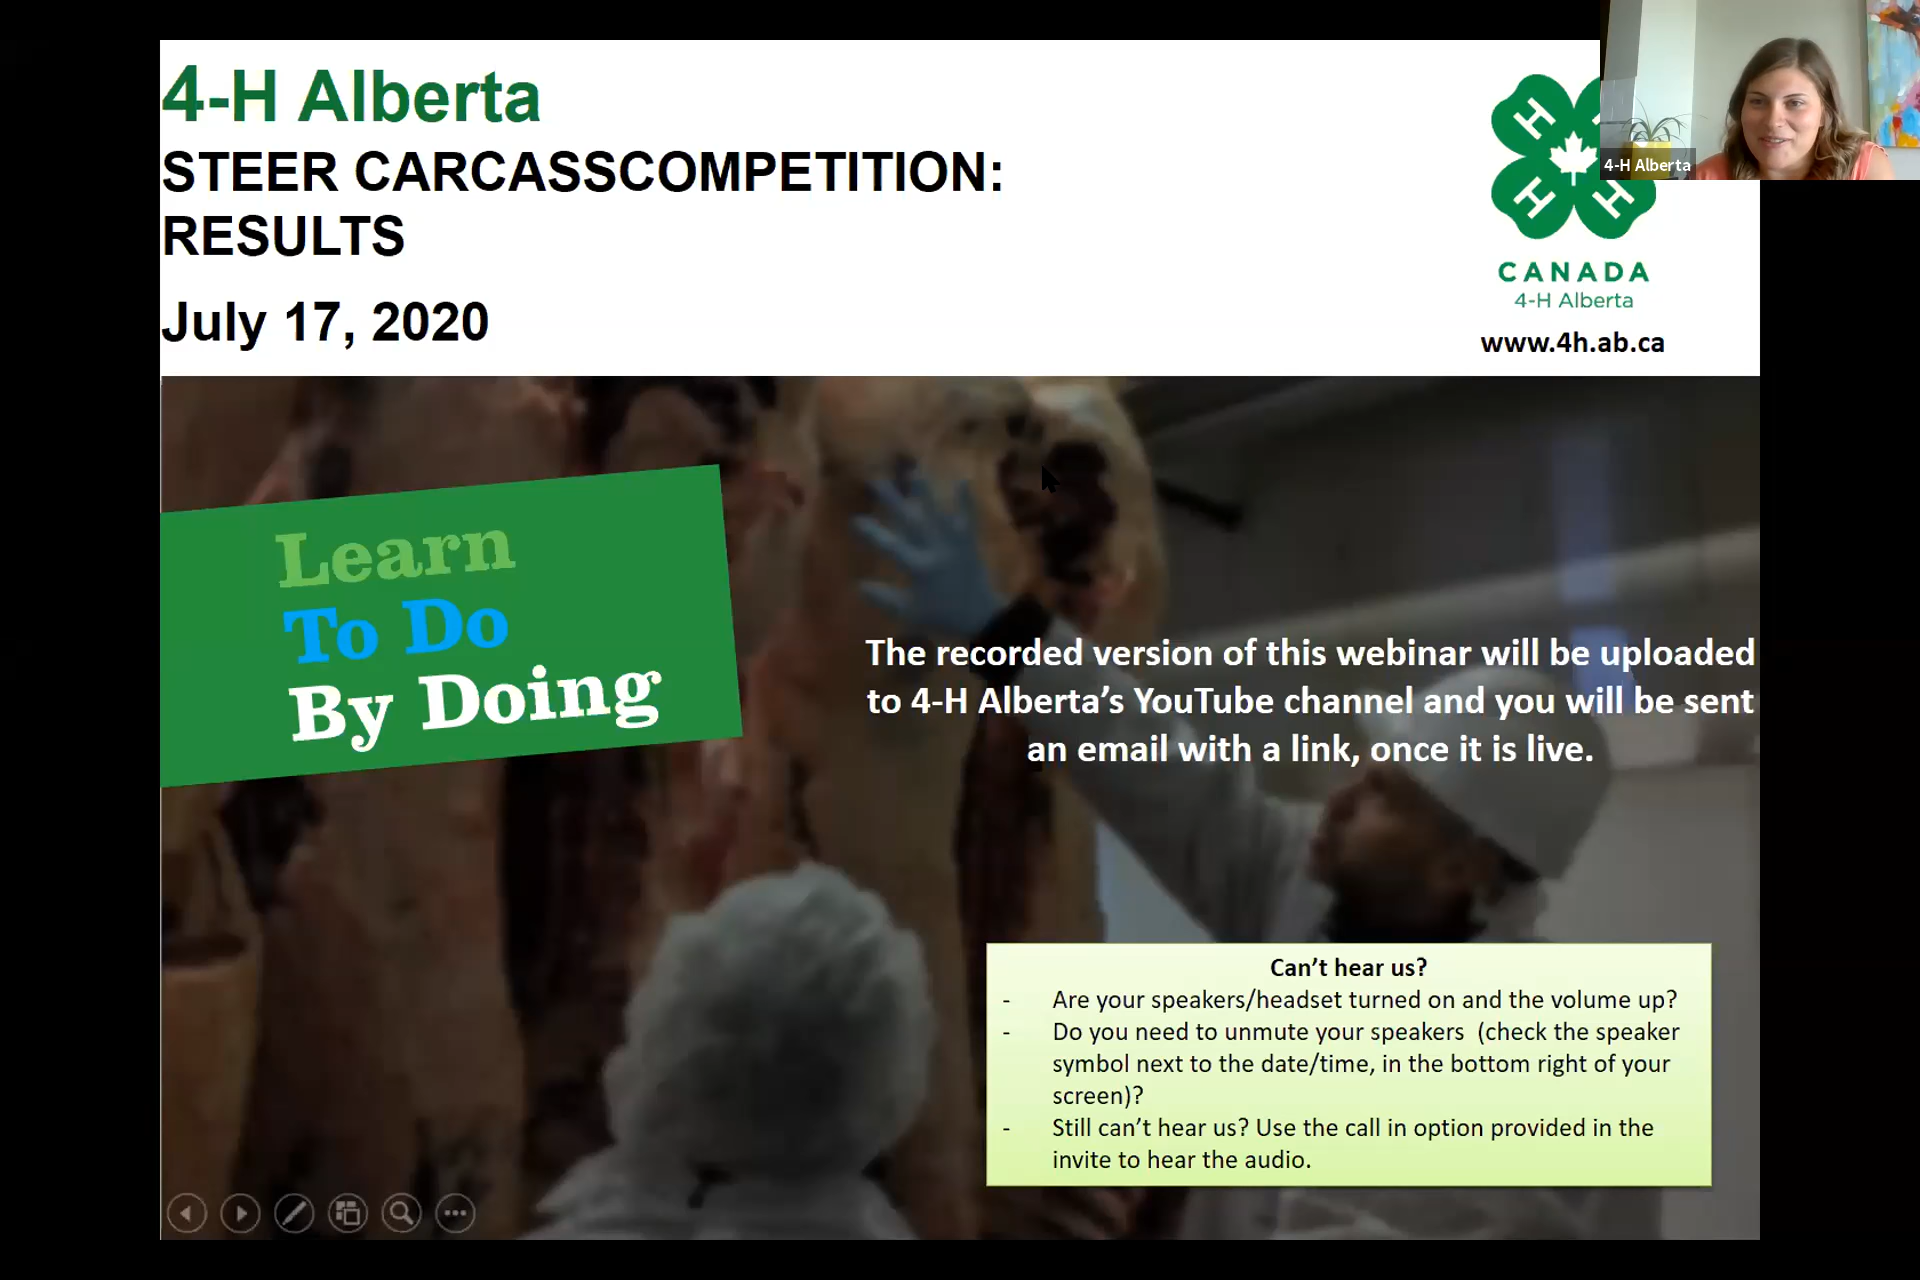 4-H Alberta
STEER CARCASSCOMPETITION:
RESULTS
July 17, 2020
H
H
H
H
CANADA
4-H Alberta
www.4h.ab.ca
4-H Alberta
Learn
To Do
By Doing
The recorded version of this webinar will be uploaded
to 4-H Alberta’s YouTube channel and you will be sent
an email with a link, once it is live.
Can’t hear us?
- Are your speakers/headset turned on and the volume up?
- Do you need to unmute your speakers (check the speaker
symbol next to the date/time, in the bottom right of your
screen)?
- Still can’t hear us? Use the call in option provided in the
invite to hear the audio.